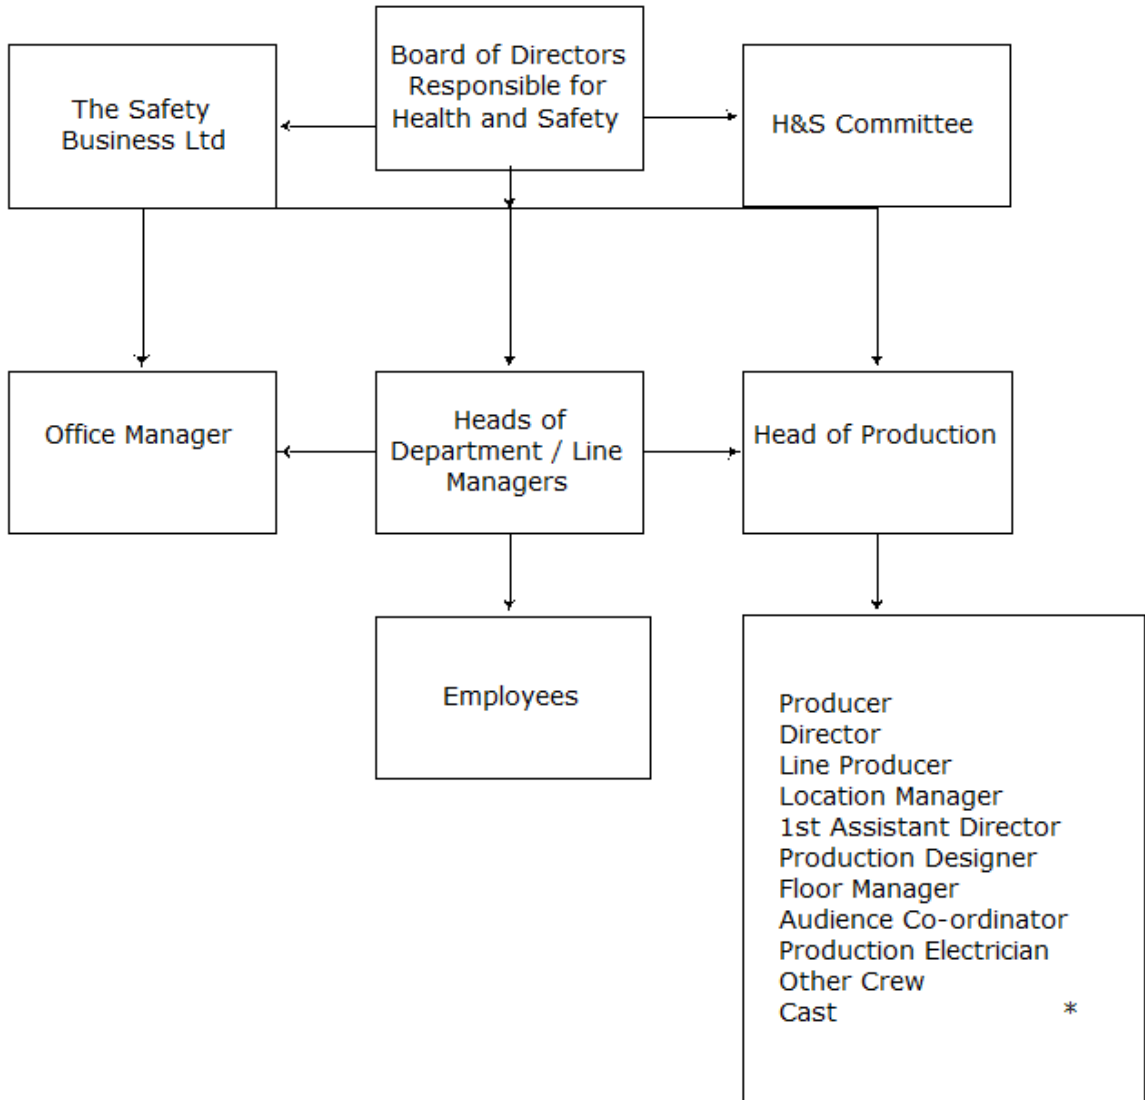 Board of Directors
Responsible for
Health and Safety
The Safety
Business Ltd
H&S Committee
Office Manager
Heads of
Department / Line
Managers
Head of Production
Employees
Producer
Director
Line Producer
Location Manager
1st Assistant Director
Production Designer
Floor Manager
Audience Co-ordinator
Production Electrician
Other Crew
Cast *